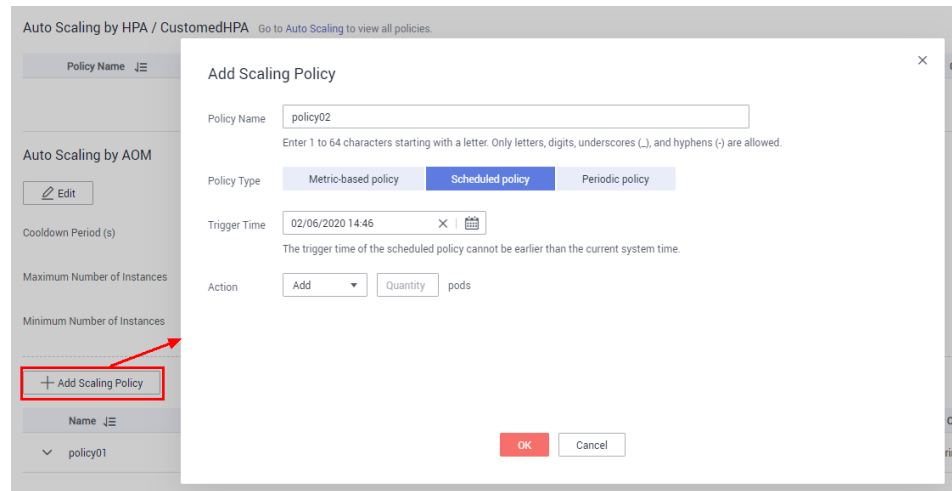 Auto Scaling by HPA / CustomedHPA Go to Auto Scaling to view all policies.
Policy Name
Add Scaling Policy
Policy Name policy02
Enter 1 to 64 characters starting with a letter. Only letters, digits, underscores (_), and hyphens (-) are allowed.
Auto Scaling by AOM
Policy Type Metric-based policy Scheduled policy Periodic policy
Edit
Trigger Time 02/06/2020 14:46
Cooldown Period (s)
The trigger time of the scheduled policy cannot be earlier than the current system time.
Maximum Number of Instances
Action Add Quantity pods
Minimum Number of Instances
Add Scaling Policy
Name
OK Cancel
policy01